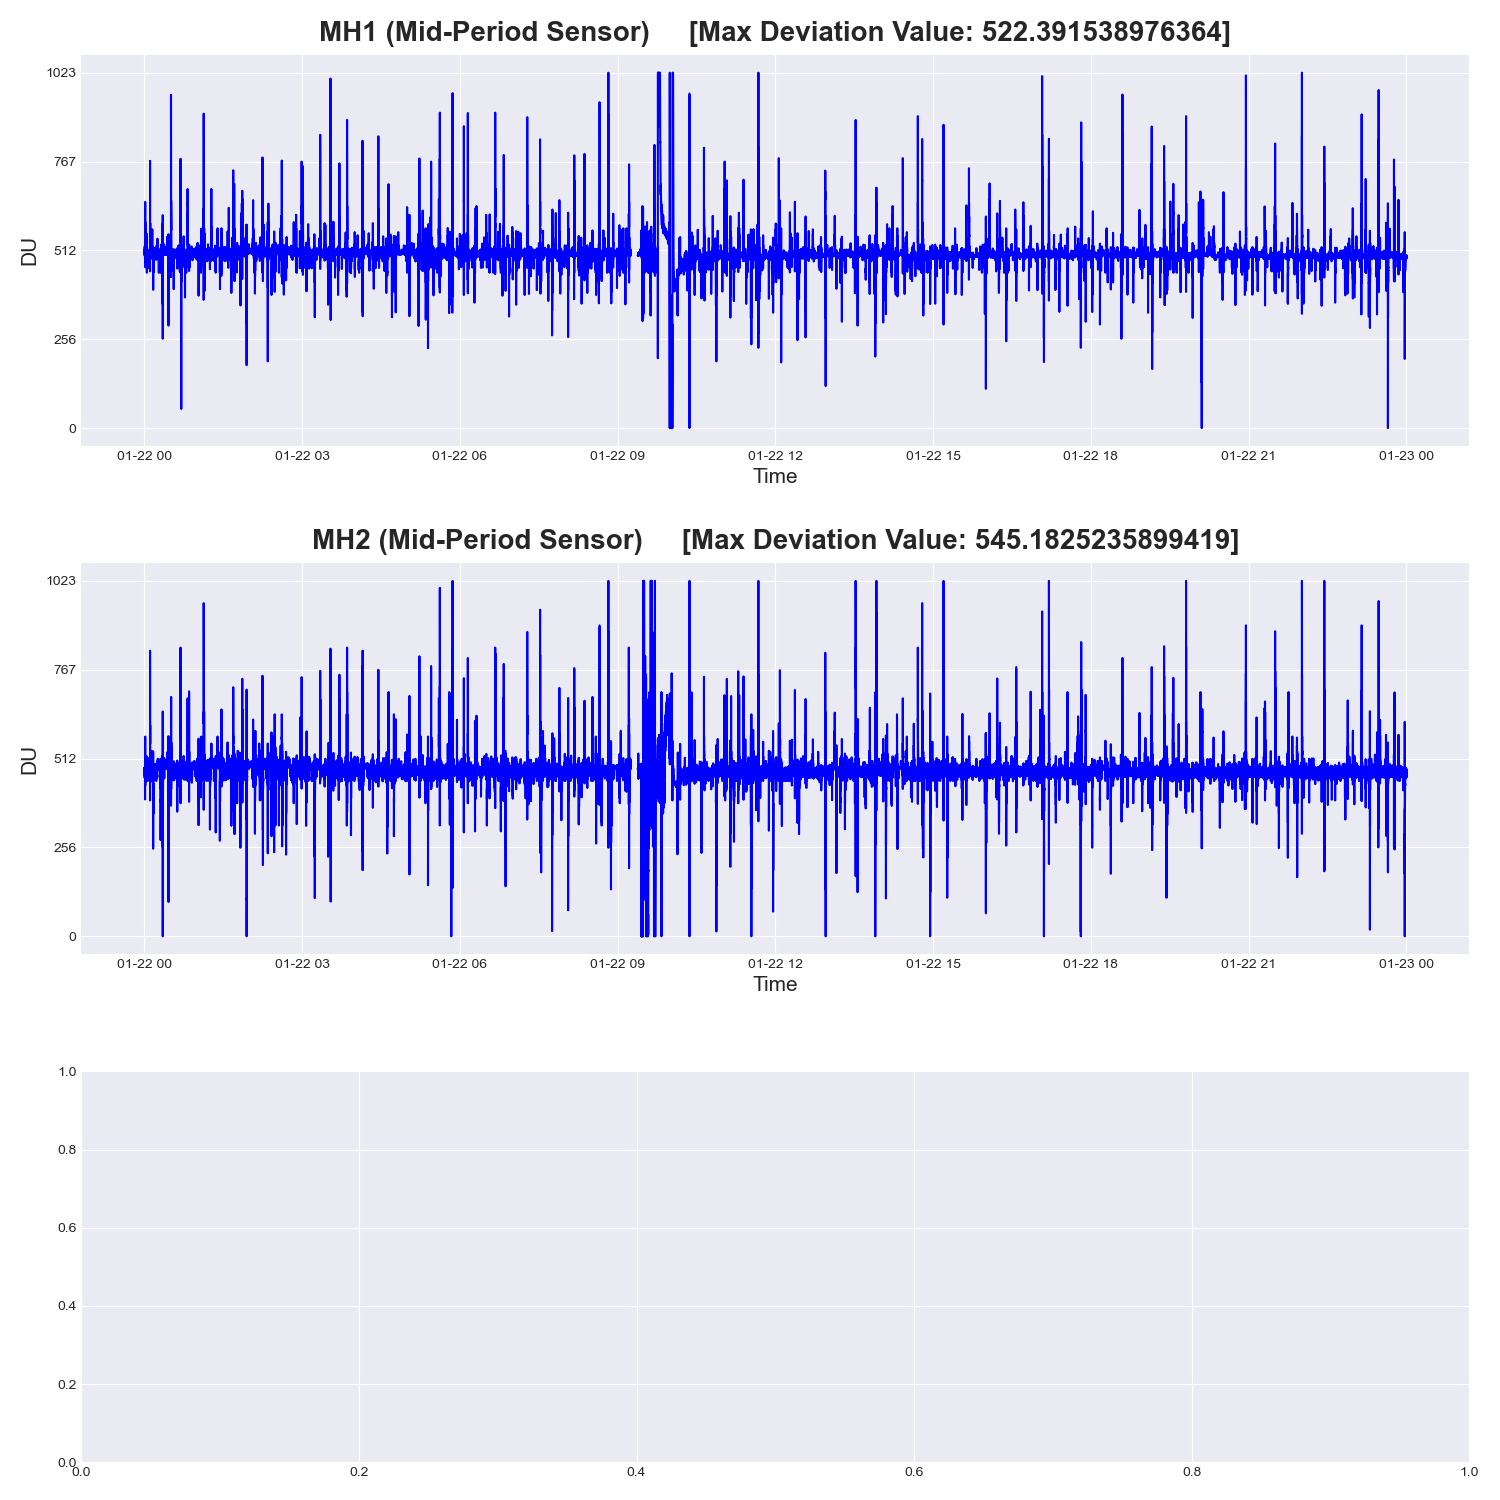 MH1 (Mid-Period Sensor) [Max Deviation Value: 522.391538976364]
1023
767
512
256
0
DU
01-22 00 01-22 03 01-22 06 01-22 09 01-22 12 01-22 15 01-22 18 01-22 21 01-23 00
Time
MH2 (Mid-Period Sensor) [Max Deviation Value: 545.1825235899419]
1023
767
512
256
0
DU
01-22 00 01-22 03 01-22 06 01-22 09 01-22 12 01-22 15 01-22 18 01-22 21 01-23 00
Time
1.0
0.8
0.6
0.4
0.2
0.0
0.0 0.2 0.4 0.6 0.8 1.0